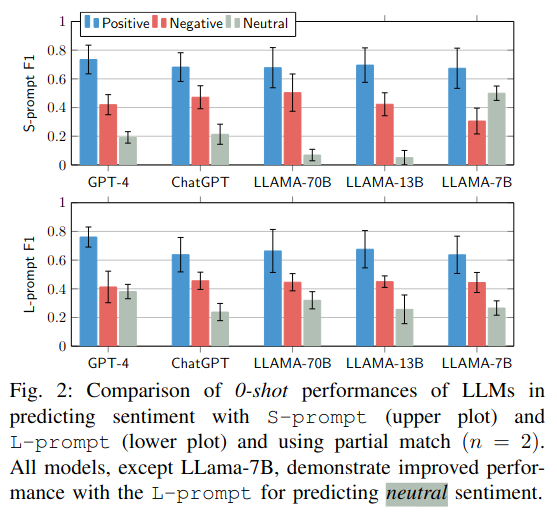 Positive Negative Neutral
1
0.8
0.6
0.4
0.2
0
S-prompt F1
GPT-4 ChatGPT LLAMA-70B LLAMA-13B LLAMA-7B
1
0.8
0.6
0.4
0.2
0
L-prompt F1
GPT-4 ChatGPT LLAMA-70B LLAMA-13B LLAMA-7B
Fig. 2: Comparison of 0-shot performances of LLMs in
predicting sentiment with S-prompt (upper plot) and
L-prompt (lower plot) and using partial match (n = 2).
All models, except LLama-7B, demonstrate improved perfor-
mance with the L-prompt for predicting neutral sentiment.